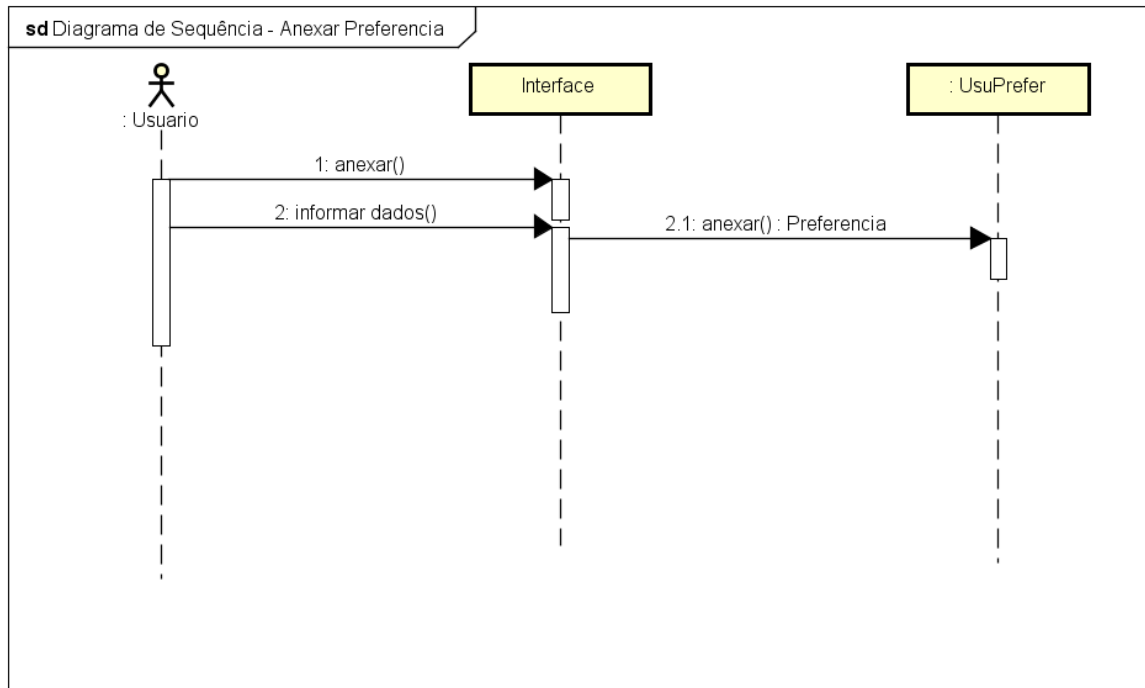 sd Diagrama de Sequência - Anexar Preferencia
: Usuario
Interface
: UsuPrefer
1: anexar()
2: informar dados()
2.1: anexar() : Preferencia